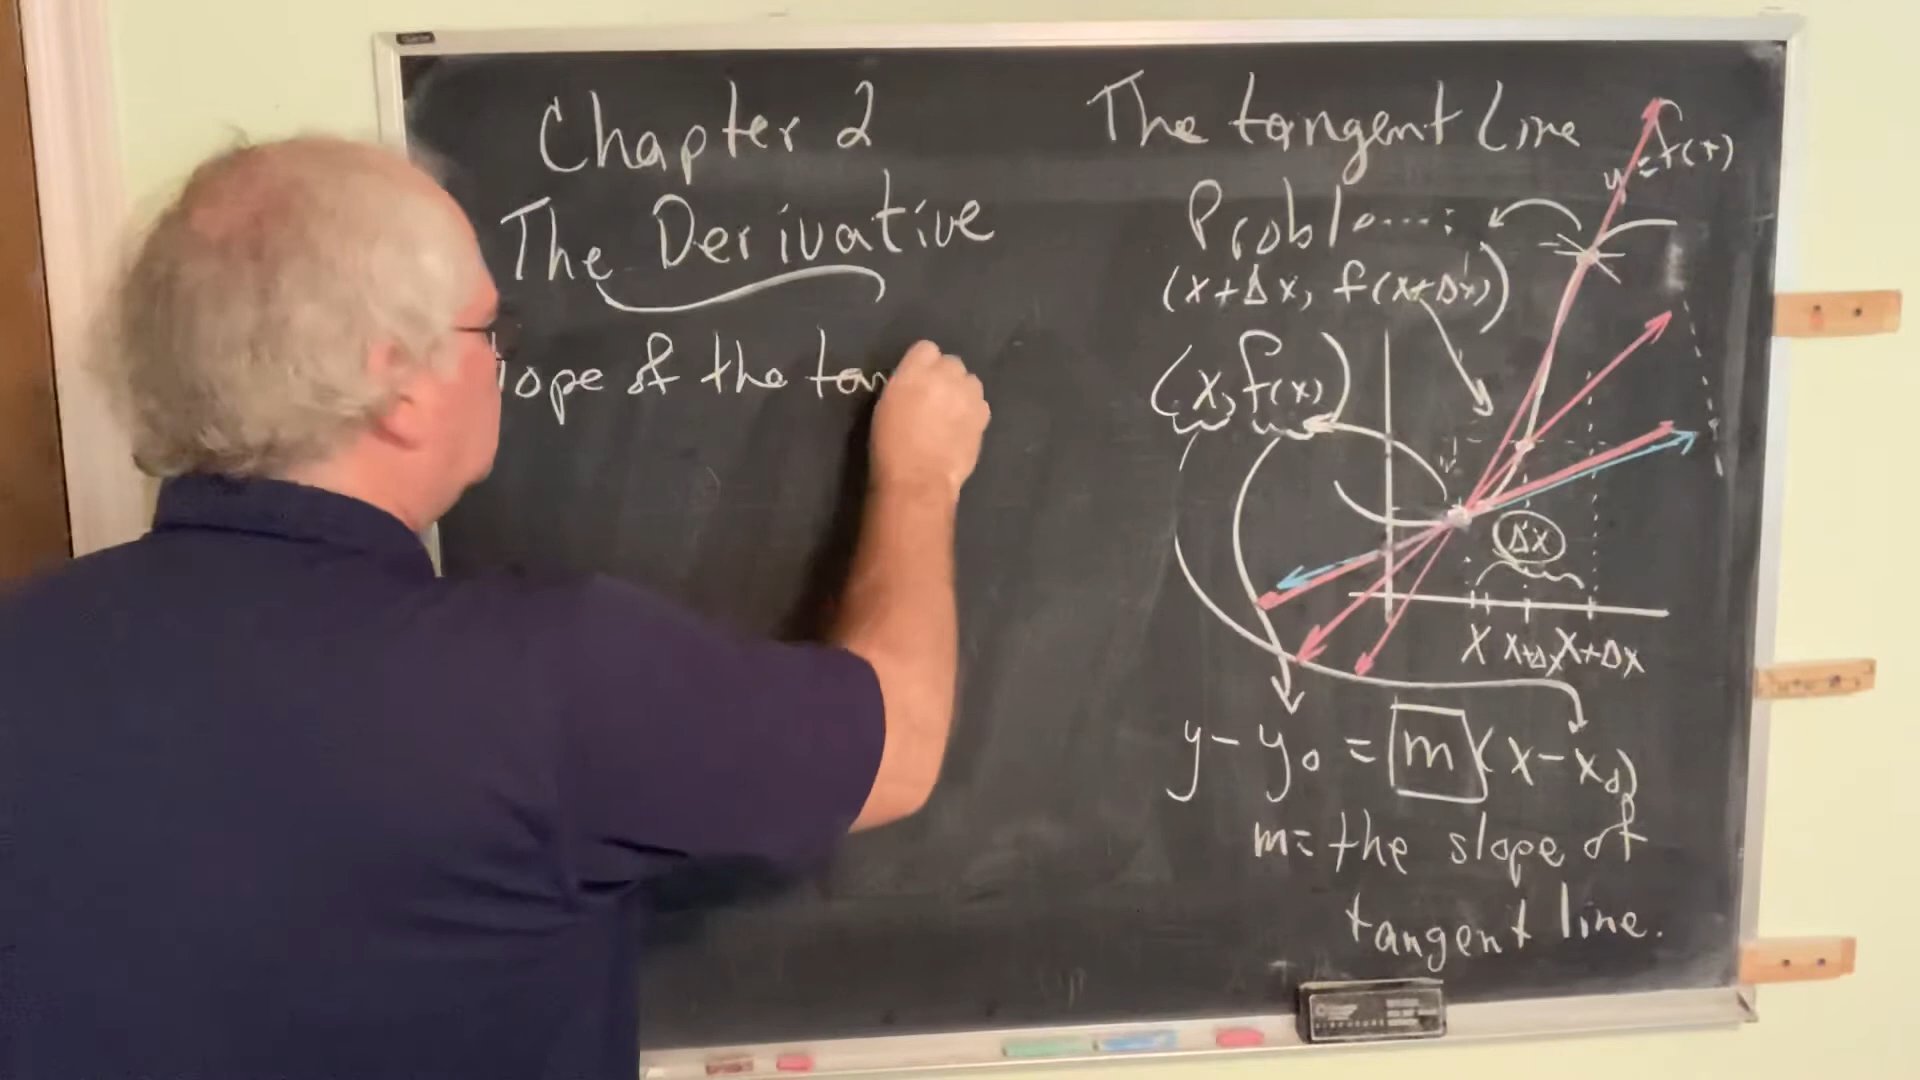 Chapter 2
The Derivative
lope of the tan
The tangent line
y=f(x)
Probl
(x+Δx, f(x+Δx))
(x, f(x))
Δx
x x+Δx x+Δx
y-y₀ = m(x-x₀)
m= the slope of
tangent line.